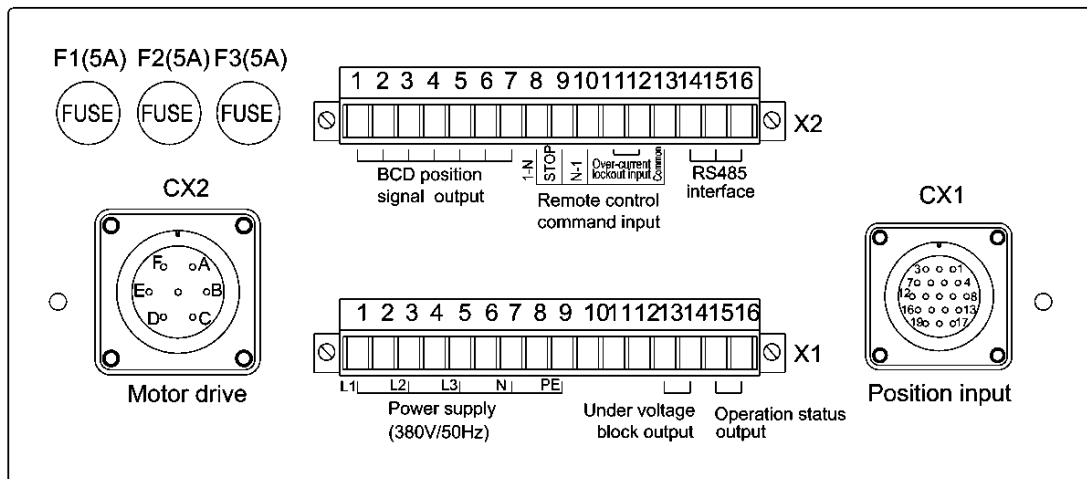 F1(5A) F2(5A) F3(5A)
FUSE FUSE FUSE
1 2 3 4 5 6 7 8 9 10 11 12 13 14 15 16
X2
BCD position
signal output
1-N
STOP
N-1
Over-current
lockout input
Common
Remote control
command input
RS485
interface
CX2
F A
E B
D C
Motor drive
1 2 3 4 5 6 7 8 9 10 11 12 13 14 15 16
X1
L1 L2 L3 N PE
Power supply
(380V/50Hz)
Under voltage
block output
Operation status
output
CX1
3 1
7 4
12 8
16 13
19 17
Position input